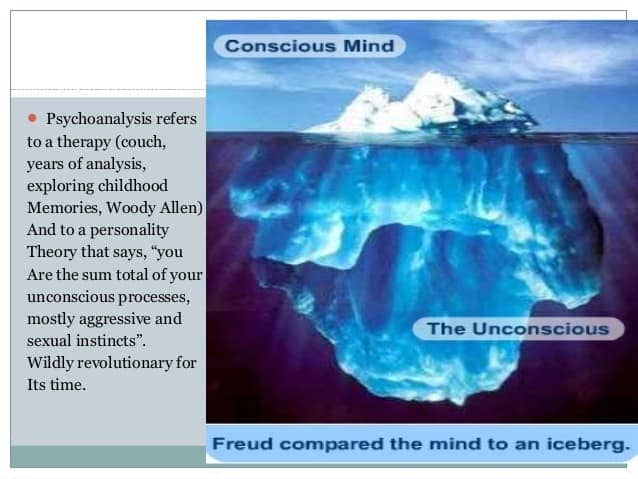 Conscious Mind
• Psychoanalysis refers
to a therapy (couch,
years of analysis,
exploring childhood
Memories, Woody Allen)
And to a personality
Theory that says, “you
Are the sum total of your
unconscious processes,
mostly aggressive and
sexual instincts”.
Wildly revolutionary for
Its time.
The Unconscious
Freud compared the mind to an iceberg.